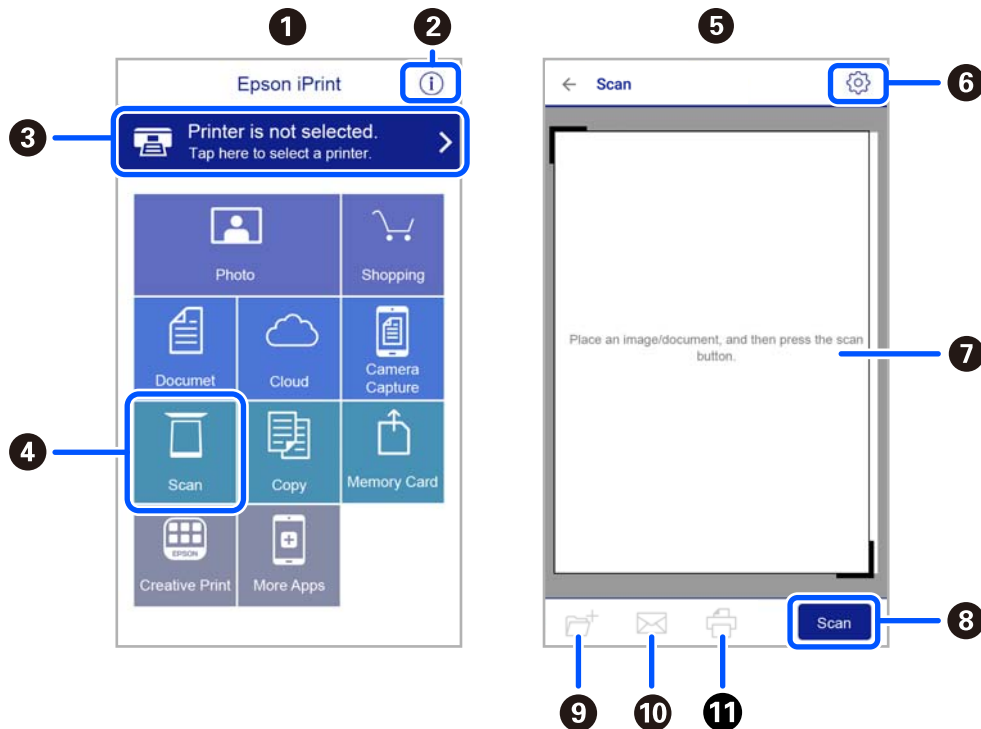 1
2
5
Epson iPrint
i
Scan
6
3
Printer is not selected.
Tap here to select a printer.
Photo
Shopping
Place an image/document, and then press the scan
button.
7
Documet
Cloud
Camera
Capture
4
Scan
Copy
Memory Card
EPSON
Creative Print
More Apps
Scan
8
9
10
11